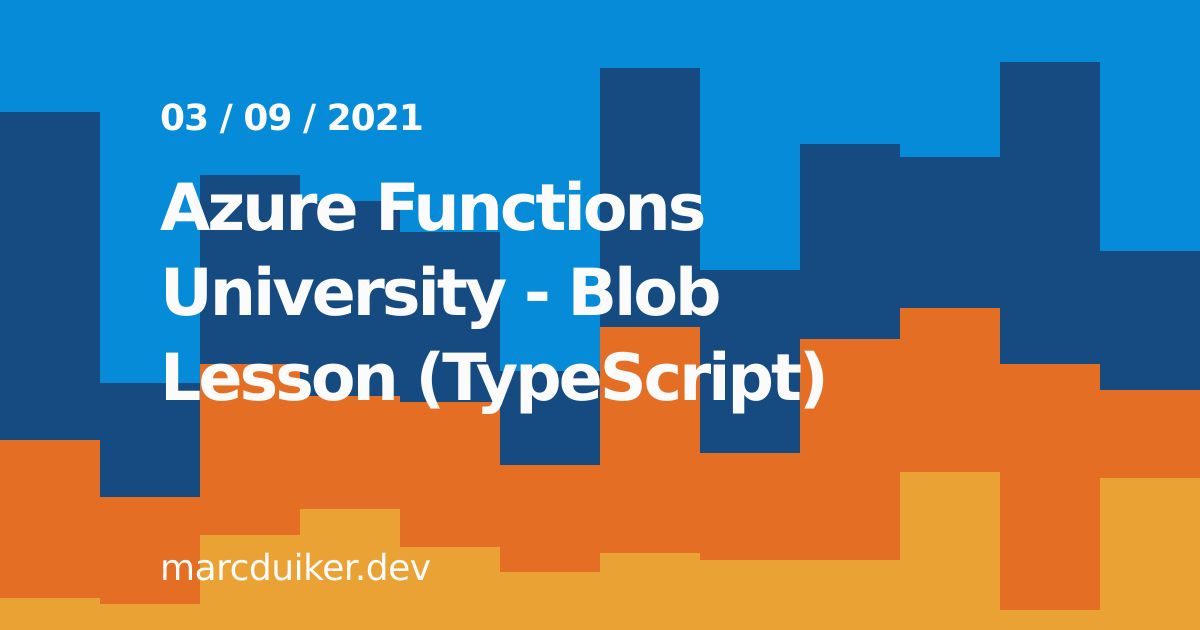 03 / 09 / 2021
Azure Functions
University - Blob
Lesson (TypeScript)
marcduiker.dev